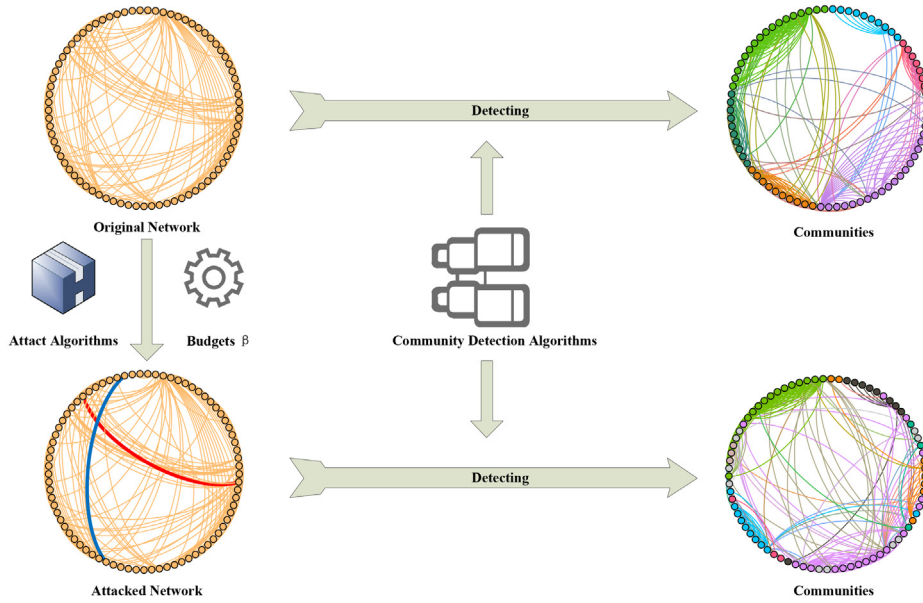 Detecting
Original Network
Communities
Attact Algorithms
Budgets β
Community Detection Algorithms
Detecting
Attacked Network
Communities